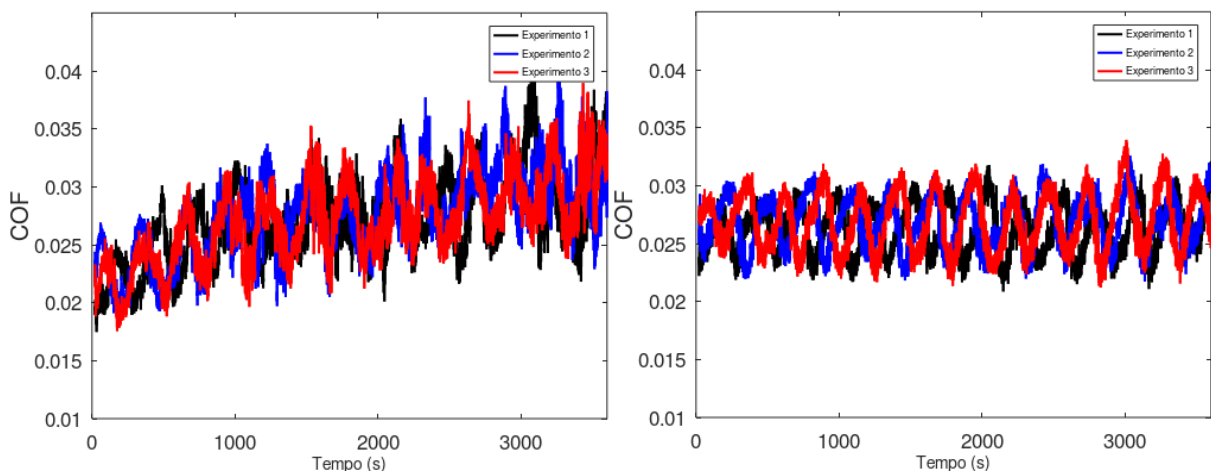 COF
0.04
0.035
0.03
0.025
0.02
0.015
0.01
0
1000
2000
3000
Tempo (s)
Experimento 1
Experimento 2
Experimento 3
COF
0.04
0.035
0.03
0.025
0.02
0.015
0.01
0
1000
2000
3000
Tempo (s)
Experimento 1
Experimento 2
Experimento 3